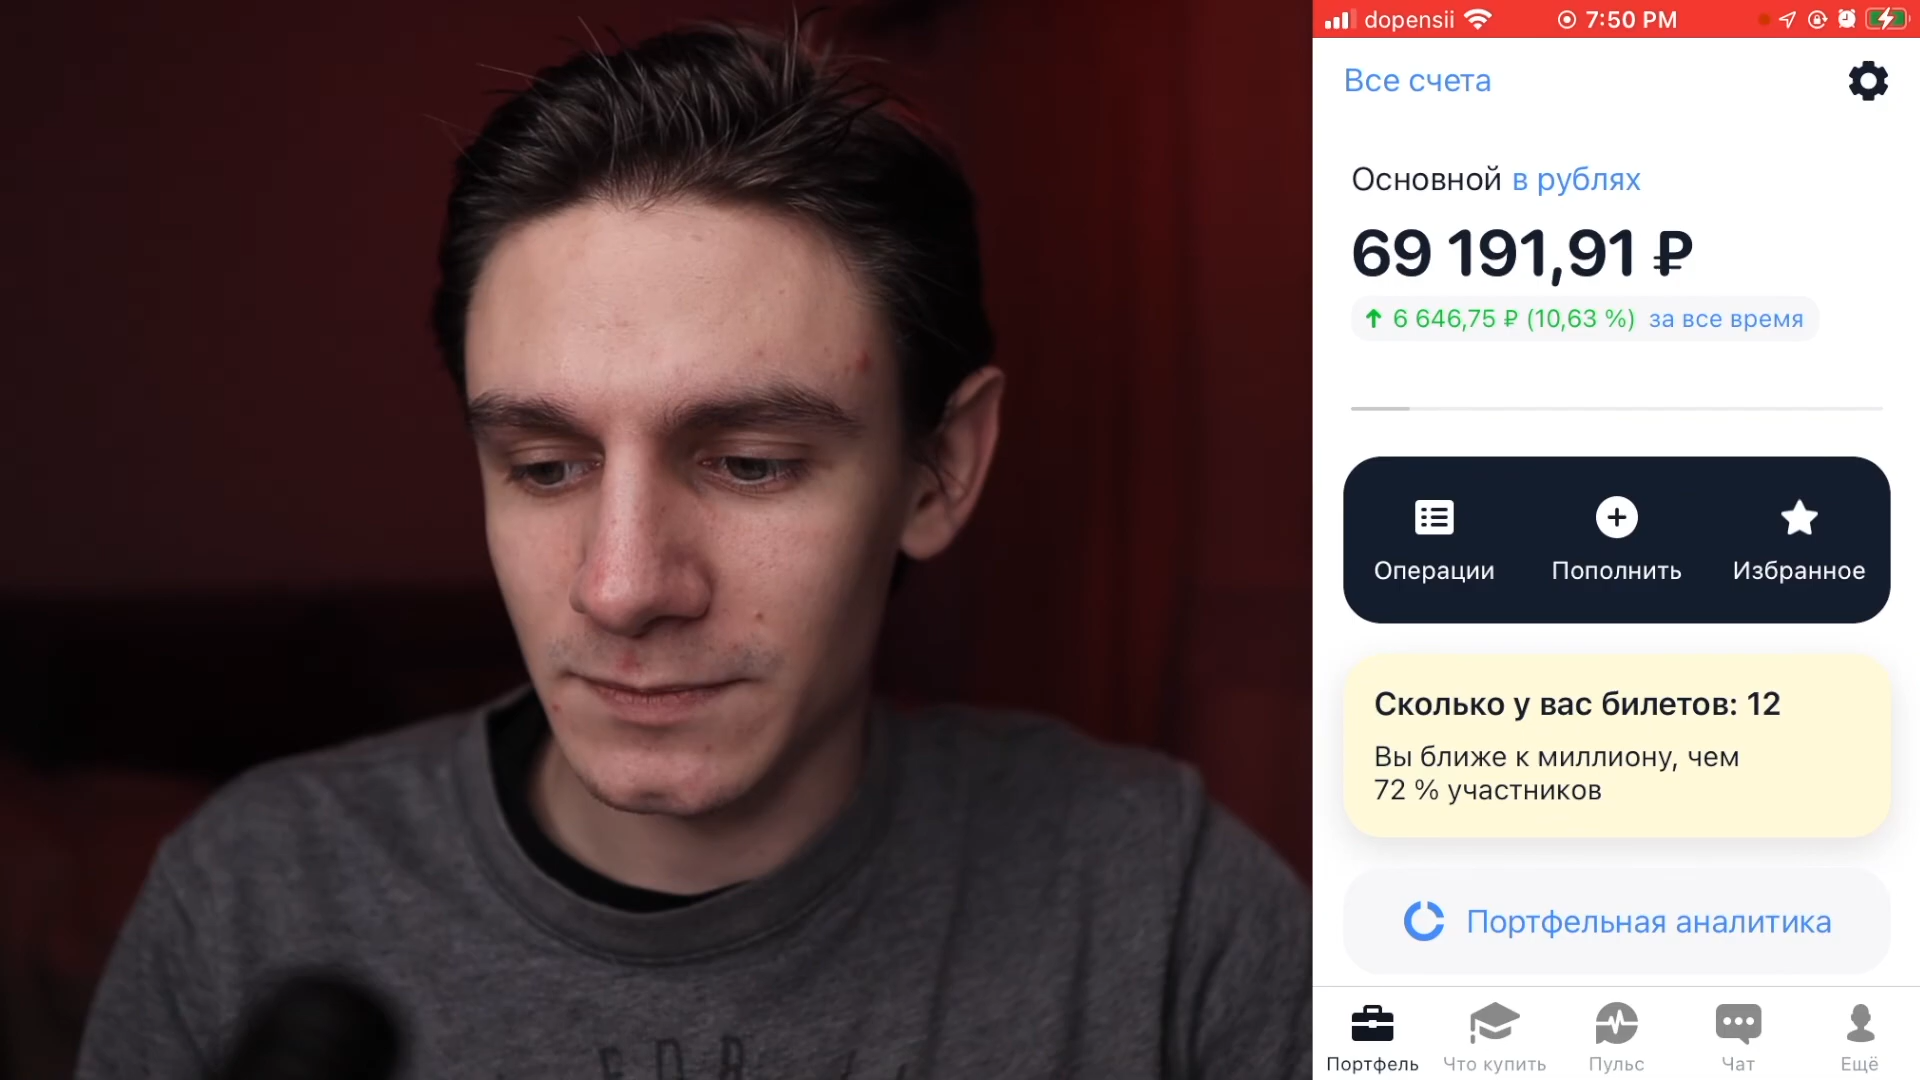 dopensii
7:50 PM
Все счета
Основной в рублях
69 191,91 ₽
6 646,75 ₽ (10,63 %) за все время
Операции
Пополнить
Избранное
Сколько у вас билетов: 12
Вы ближе к миллиону, чем
72 % участников
Портфельная аналитика
Портфель
Что купить
Пульс
Чат
Ещё